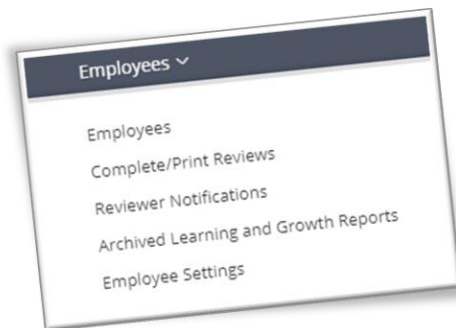 Employees
Employees
Complete/Print Reviews
Reviewer Notifications
Archived Learning and Growth Reports
Employee Settings